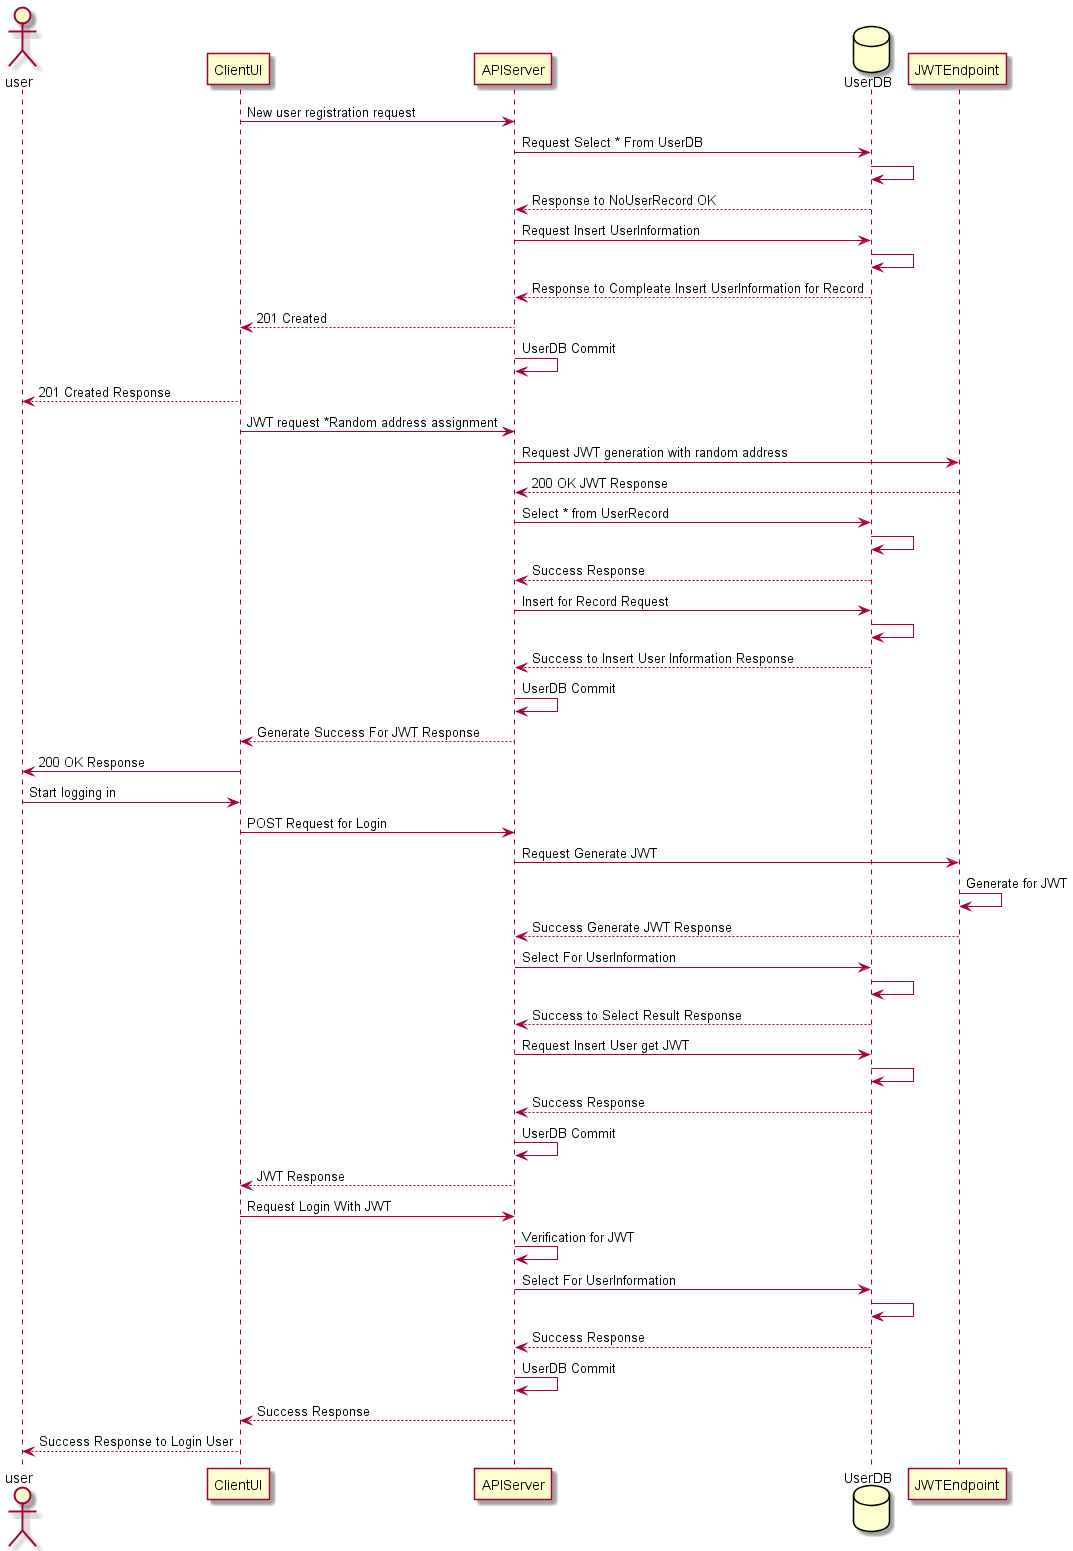 user
ClientUI
APIServer
UserDB
JWTEndpoint
New user registration request
Request Select * From UserDB
Response to NoUserRecord OK
Request Insert UserInformation
Response to Compleate Insert UserInformation for Record
201 Created
UserDB Commit
201 Created Response
JWT request *Random address assignment
Request JWT generation with random address
200 OK JWT Response
Select * from UserRecord
Success Response
Insert for Record Request
Success to Insert User Information Response
UserDB Commit
Generate Success For JWT Response
200 OK Response
Start logging in
POST Request for Login
Request Generate JWT
Generate for JWT
Success Generate JWT Response
Select For UserInformation
Success to Select Result Response
Request Insert User get JWT
Success Response
UserDB Commit
JWT Response
Request Login With JWT
Verification for JWT
Select For UserInformation
Success Response
UserDB Commit
Success Response
Success Response to Login User
user
ClientUI
APIServer
UserDB
JWTEndpoint